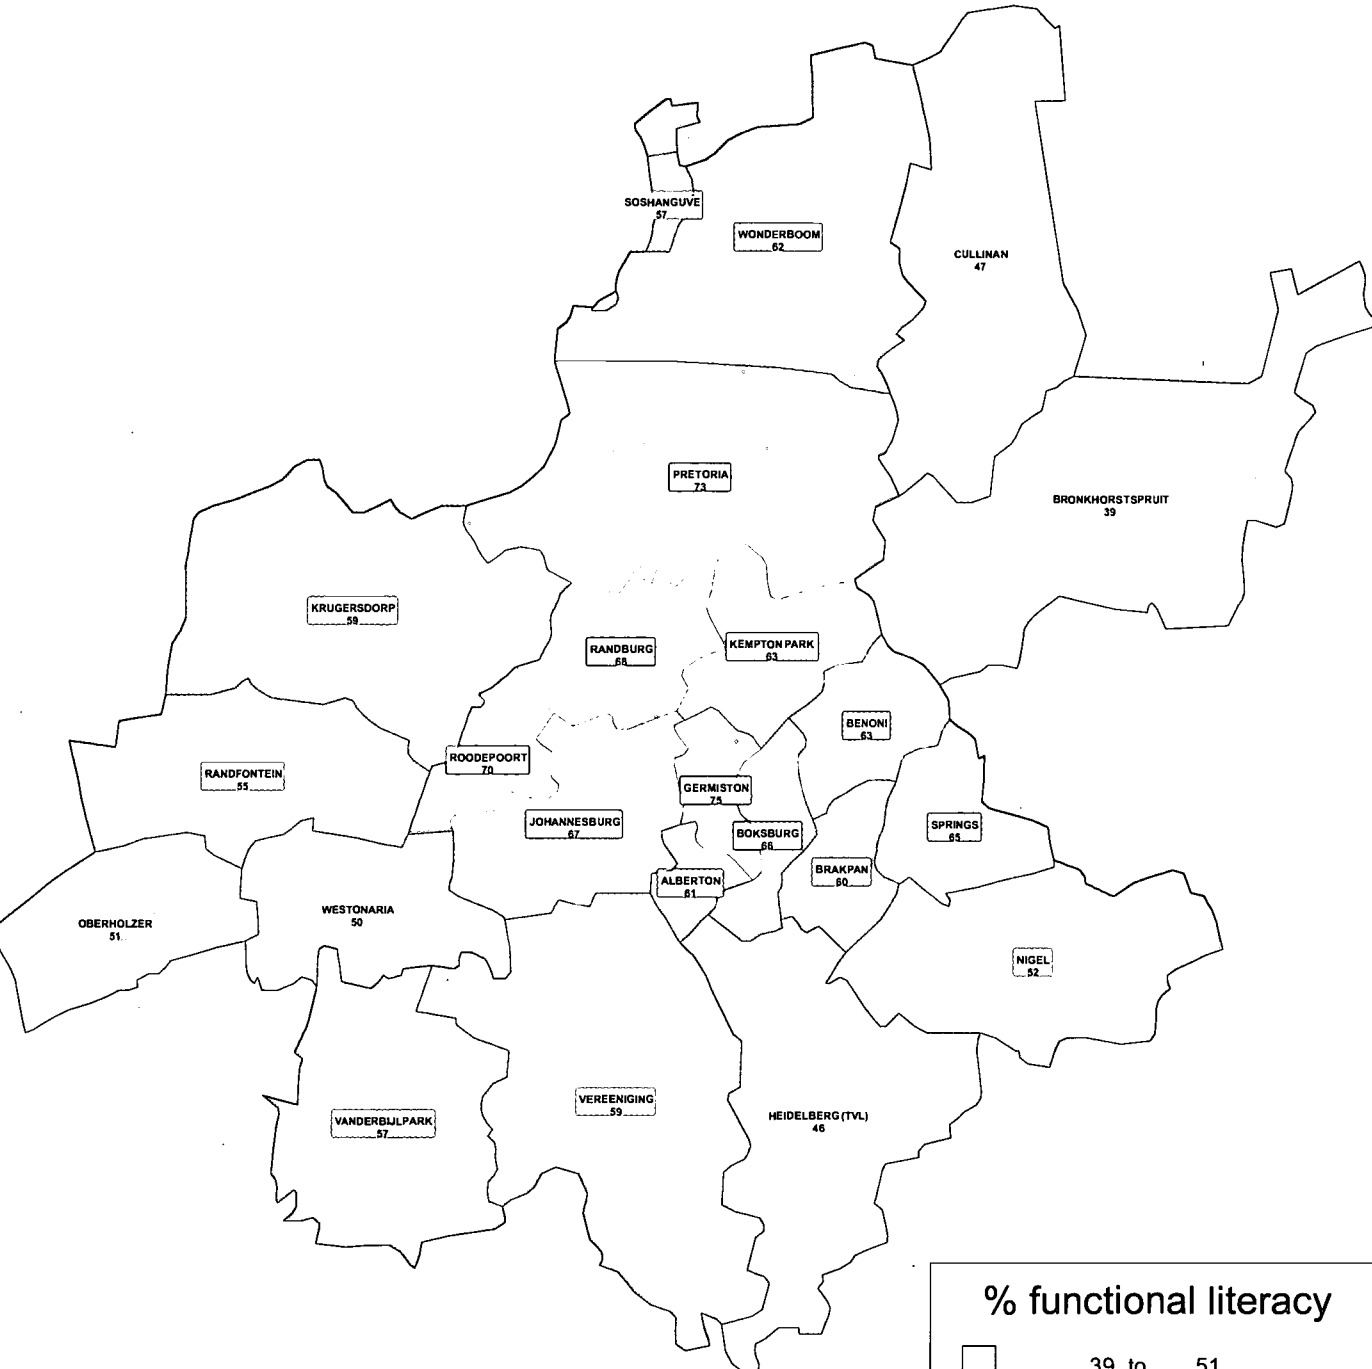 SOSHANGUVE
57
WONDERBOOM
62
CULLINAN
47
PRETORIA
73
BRONKHORSTSPRUIT
39
KRUGERSDORP
59
RANDBURG
68
KEMPTON PARK
63
BENONI
63
ROODEPOORT
70
RANDFONTEIN
55
GERMISTON
75
JOHANNESBURG
67
BOKSBURG
66
SPRINGS
65
BRAKPAN
60
ALBERTON
61
WESTONARIA
50
OBERHOLZER
51
NIGEL
52
VEREENIGING
59
HEIDELBERG (TVL)
46
VANDERBIJLPARK
57
% functional literacy
39 to 51